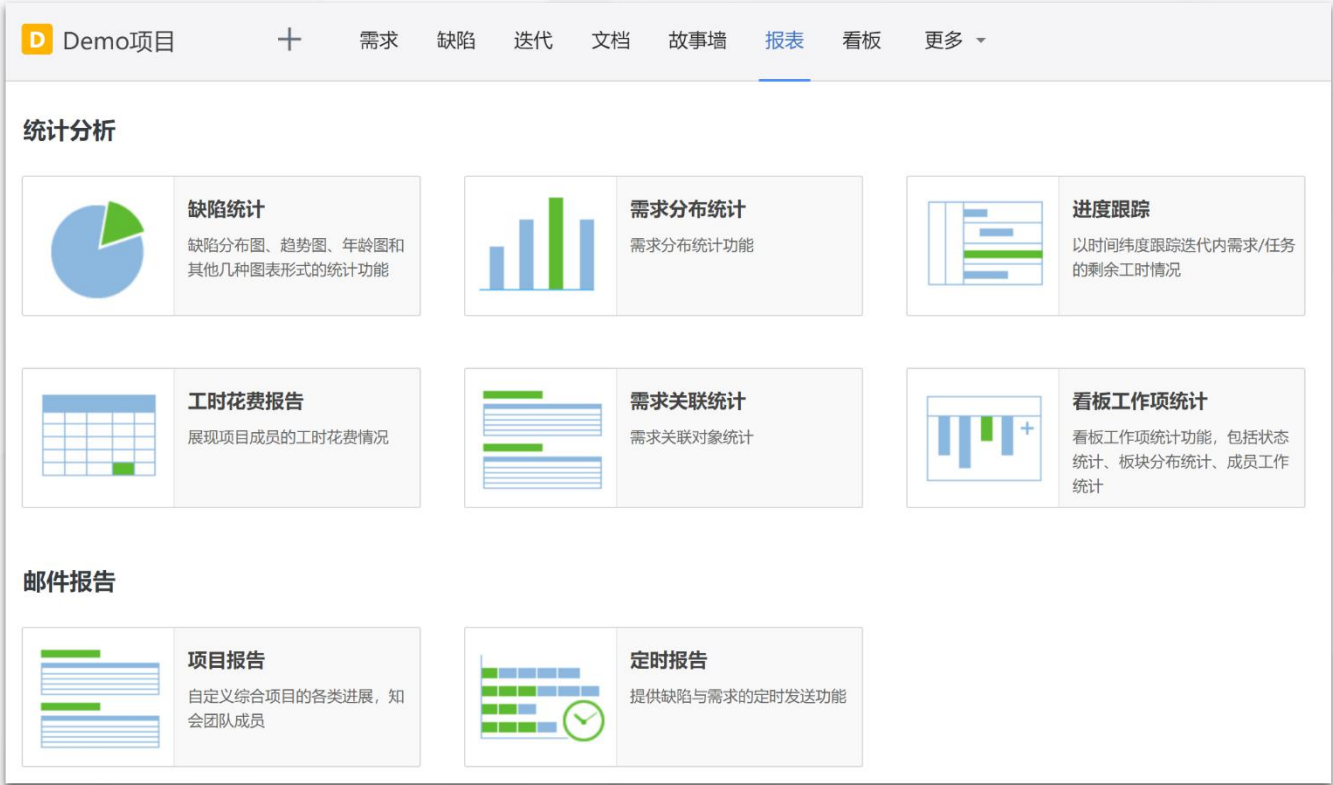 D Demo项目 + 需求 缺陷 迭代 文档 故事墙 报表 看板 更多
统计分析
缺陷统计
缺陷分布图、趋势图、年龄图和
其他几种图表形式的统计功能
需求分布统计
需求分布统计功能
进度跟踪
以时间纬度跟踪迭代内需求/任务
的剩余工时情况
工时花费报告
展现项目成员的工时花费情况
需求关联统计
需求关联对象统计
看板工作项统计
看板工作项统计功能，包括状态
统计、板块分布统计、成员工作
统计
邮件报告
项目报告
自定义综合项目的各类进展，知
会团队成员
定时报告
提供缺陷与需求的定时发送功能